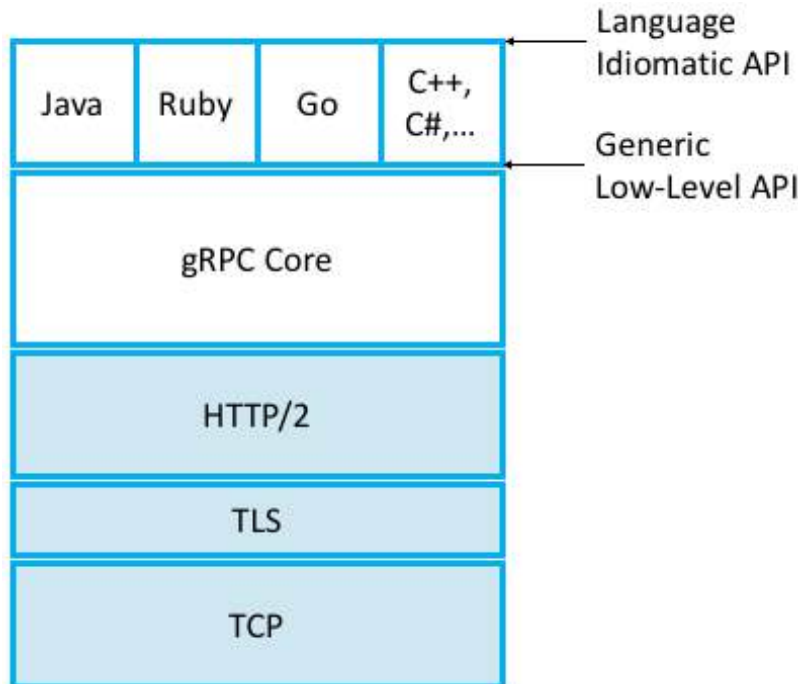 Language
Idiomatic API
Java
Ruby
Go
C++,
C#,...
Generic
Low-Level API
gRPC Core
HTTP/2
TLS
TCP